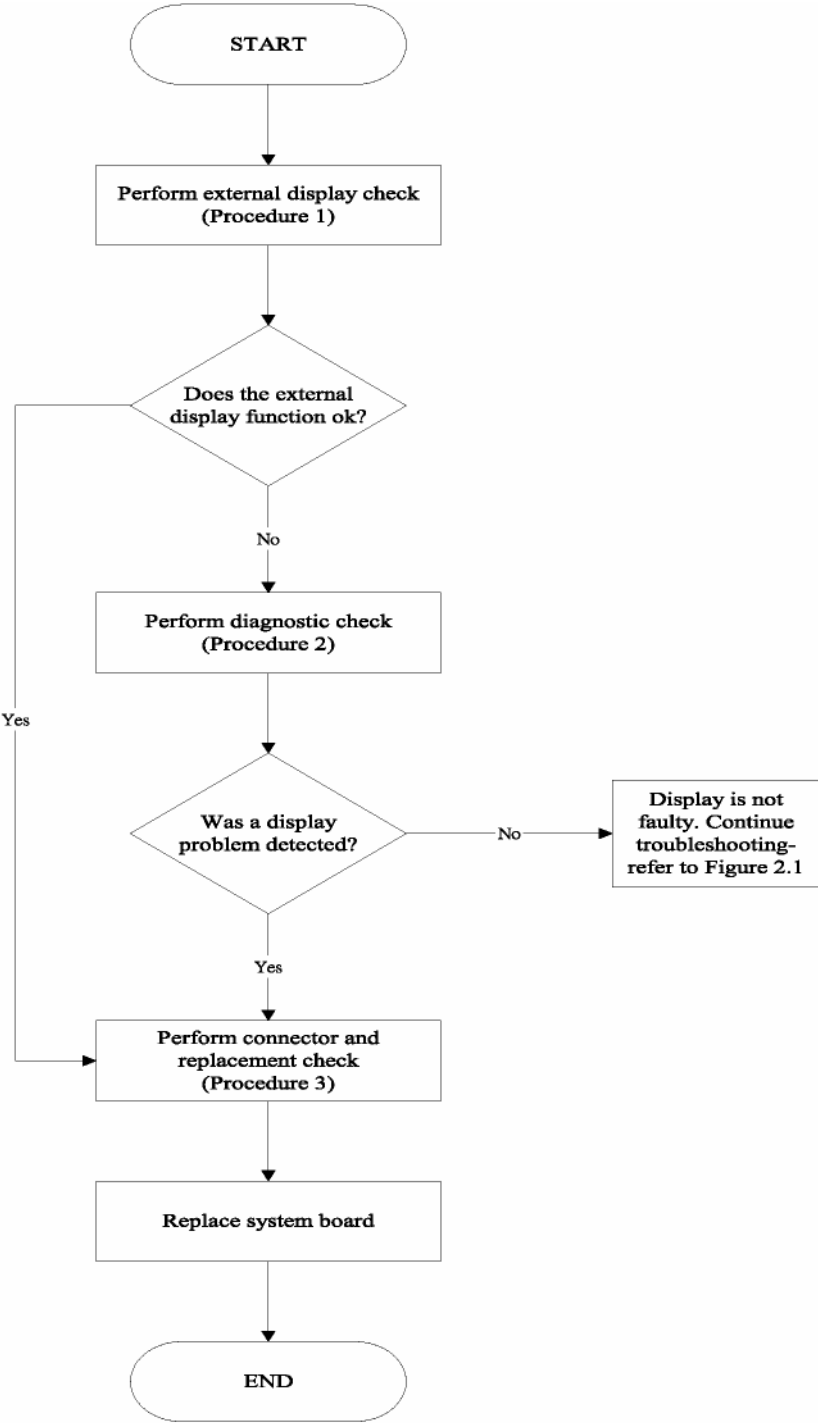 START
Perform external display check
(Procedure 1)
Does the external
display function ok?
No
Perform diagnostic check
(Procedure 2)
Yes
Was a display
problem detected?
No
Display is not
faulty. Continue
troubleshooting-
refer to Figure 2.1
Yes
Perform connector and
replacement check
(Procedure 3)
Replace system board
END